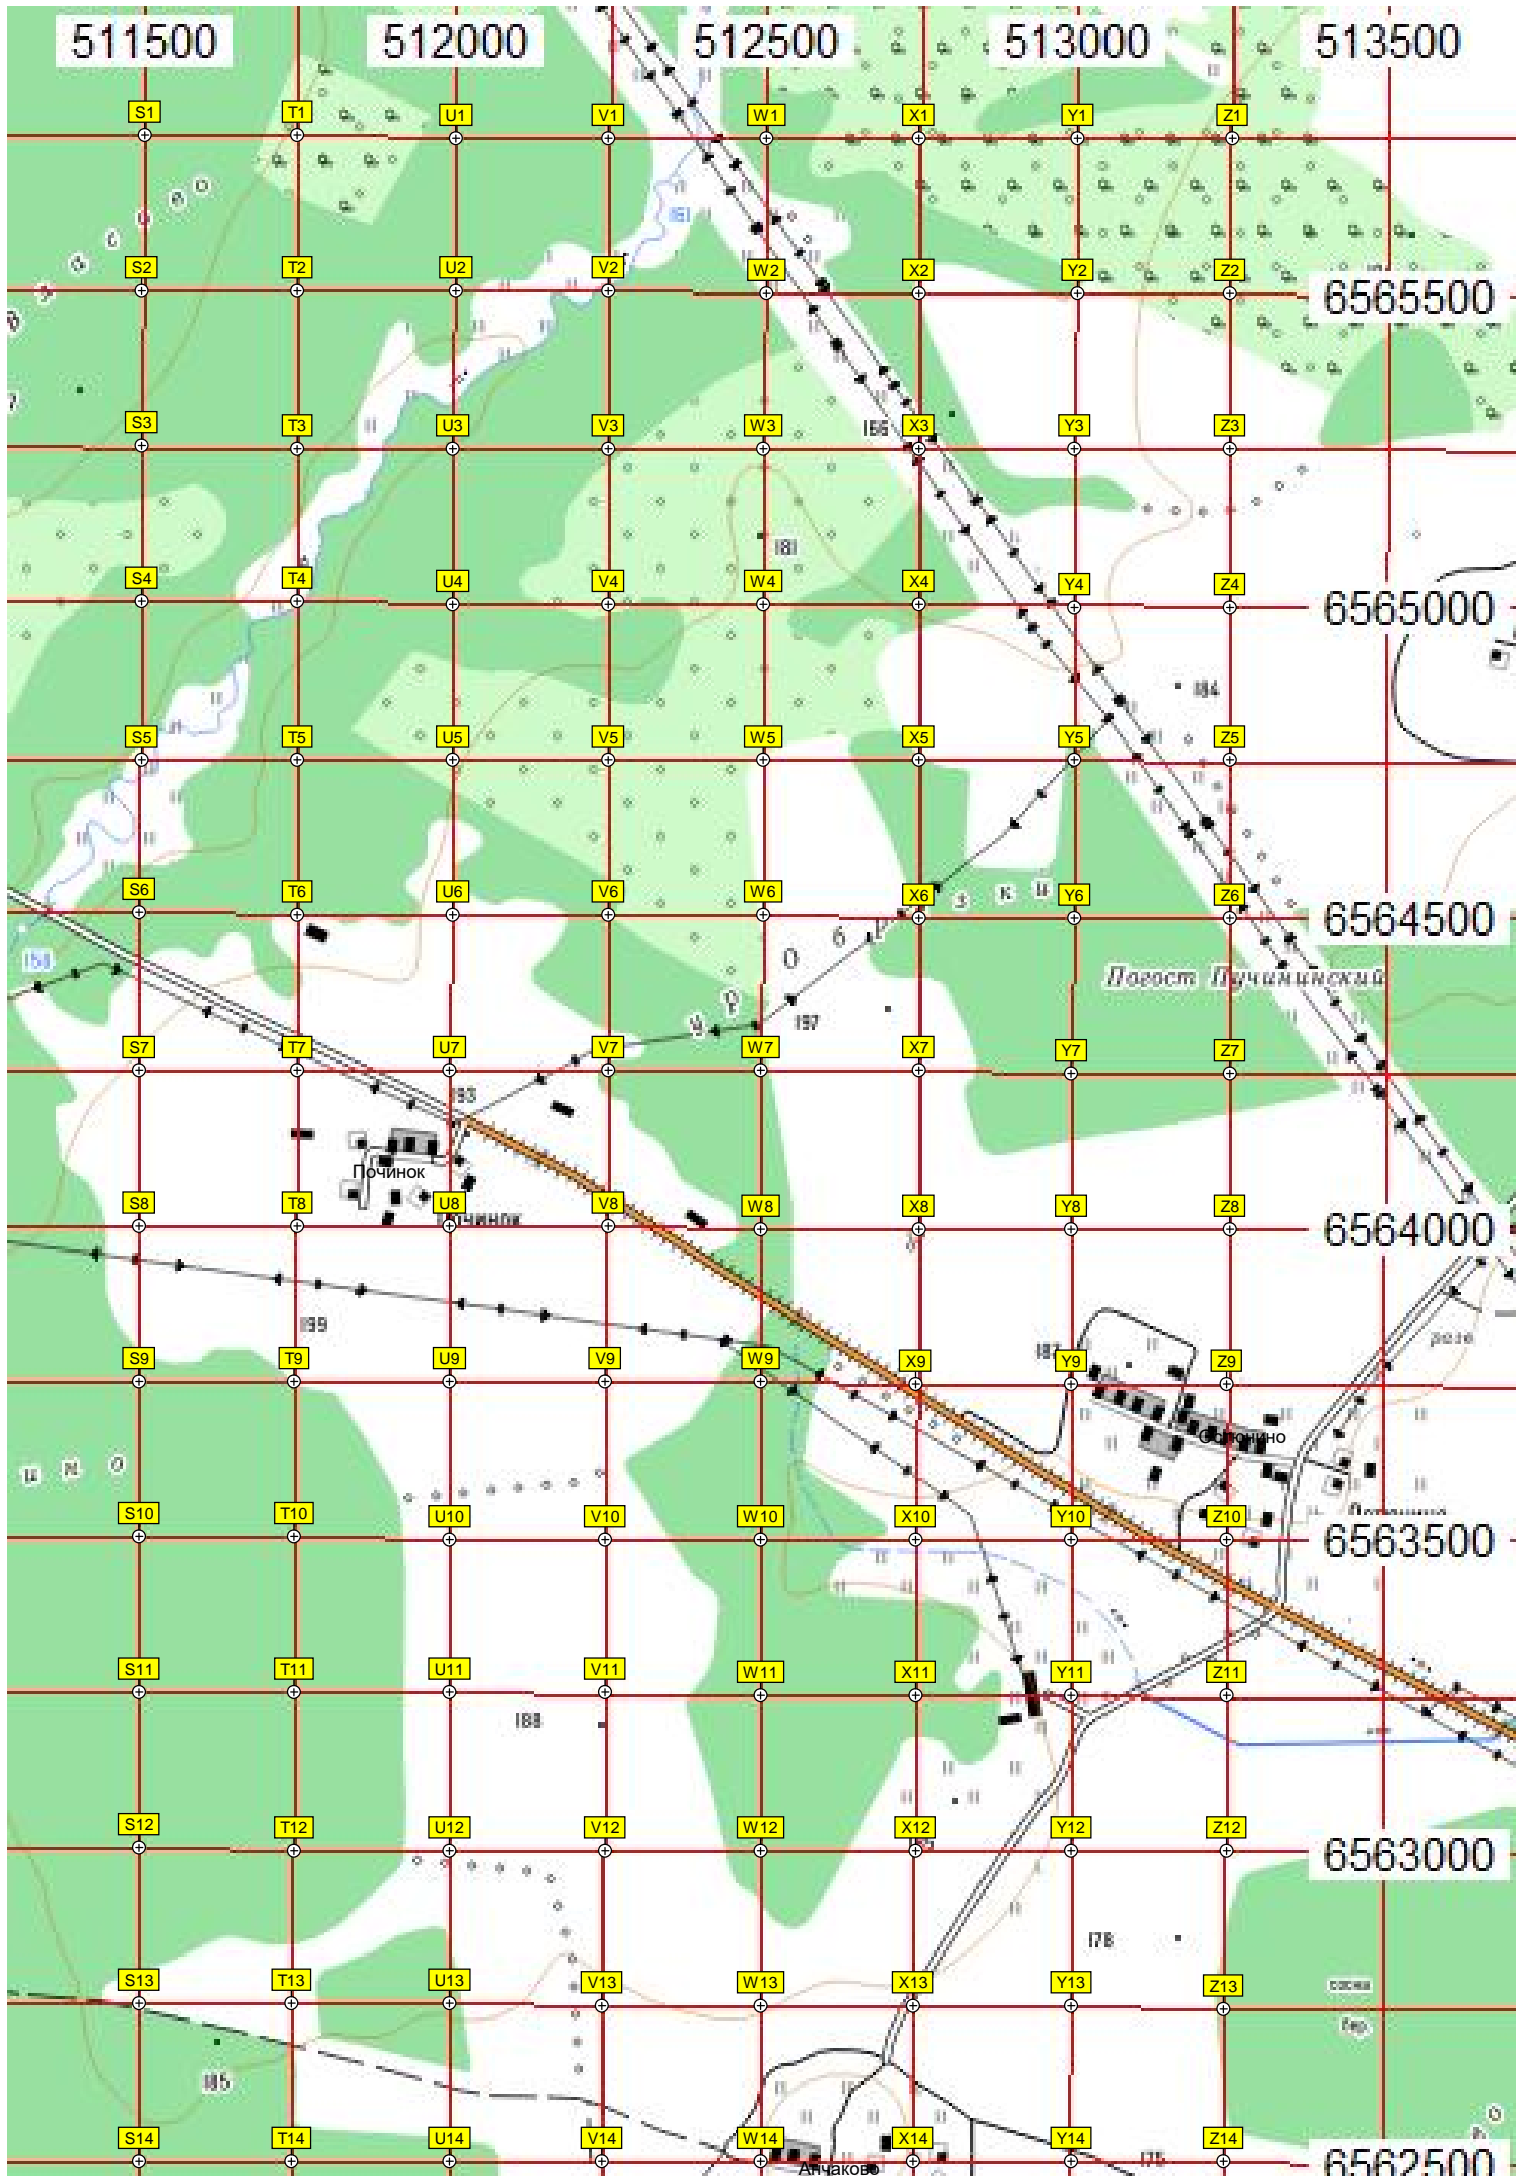 511500 512000 512500 513000 513500
S1 T1 U1 V1 W1 X1 Y1 Z1
161
S2 T2 U2 V2 W2 X2 Y2 Z2
6565500
S3 T3 U3 V3 W3 X3 Y3 Z3
166
181
S4 T4 U4 V4 W4 X4 Y4 Z4
6565000
184
S5 T5 U5 V5 W5 X5 Y5 Z5
S6 T6 U6 V6 W6 X6 Y6 Z6
6564500
ур. Обрезки
158
Погост Пучининский
197
S7 T7 U7 V7 W7 X7 Y7 Z7
193
Починок
S8 T8 U8 V8 W8 X8 Y8 Z8
Починок
6564000
199
разв
187
S9 T9 U9 V9 W9 X9 Y9 Z9
S10 T10 U10 V10 W10 X10 Y10 Z10
6563500
S11 T11 U11 V11 W11 X11 Y11 Z11
188
S12 T12 U12 V12 W12 X12 Y12 Z12
6563000
178
S13 T13 U13 V13 W13 X13 Y13 Z13
сосна
бер.
185
S14 T14 U14 V14 W14 X14 Y14 Z14
175
6562500
Анчаково